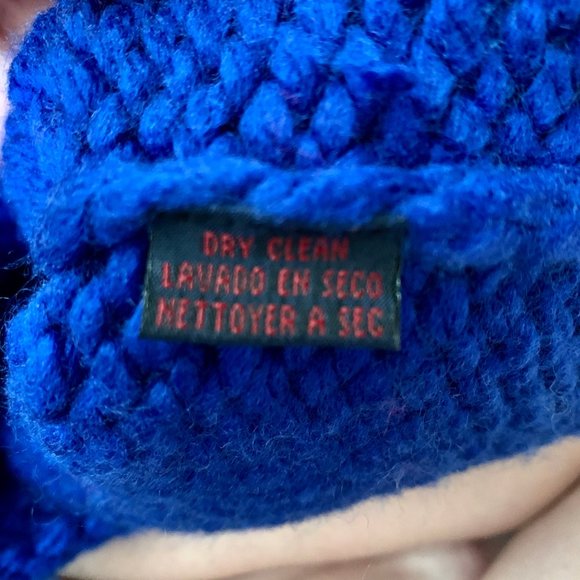 DRY CLEAN
LAVADO EN SECO
NETTOYER A SEC